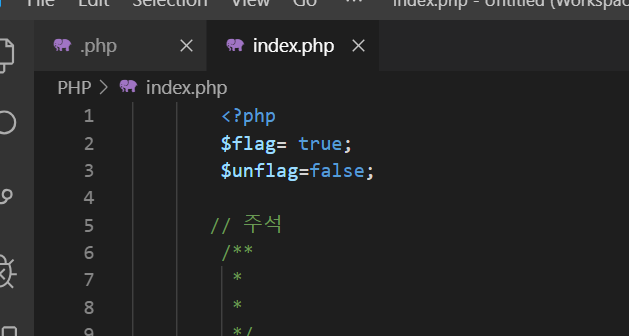 File Edit Selection View Go ... index.php - Untitled (Workspac
.php index.php
PHP > index.php
1 <?php
2 $flag= true;
3 $unflag=false;
4
5 // 주석
6 /**
7 *
8 *
9 */